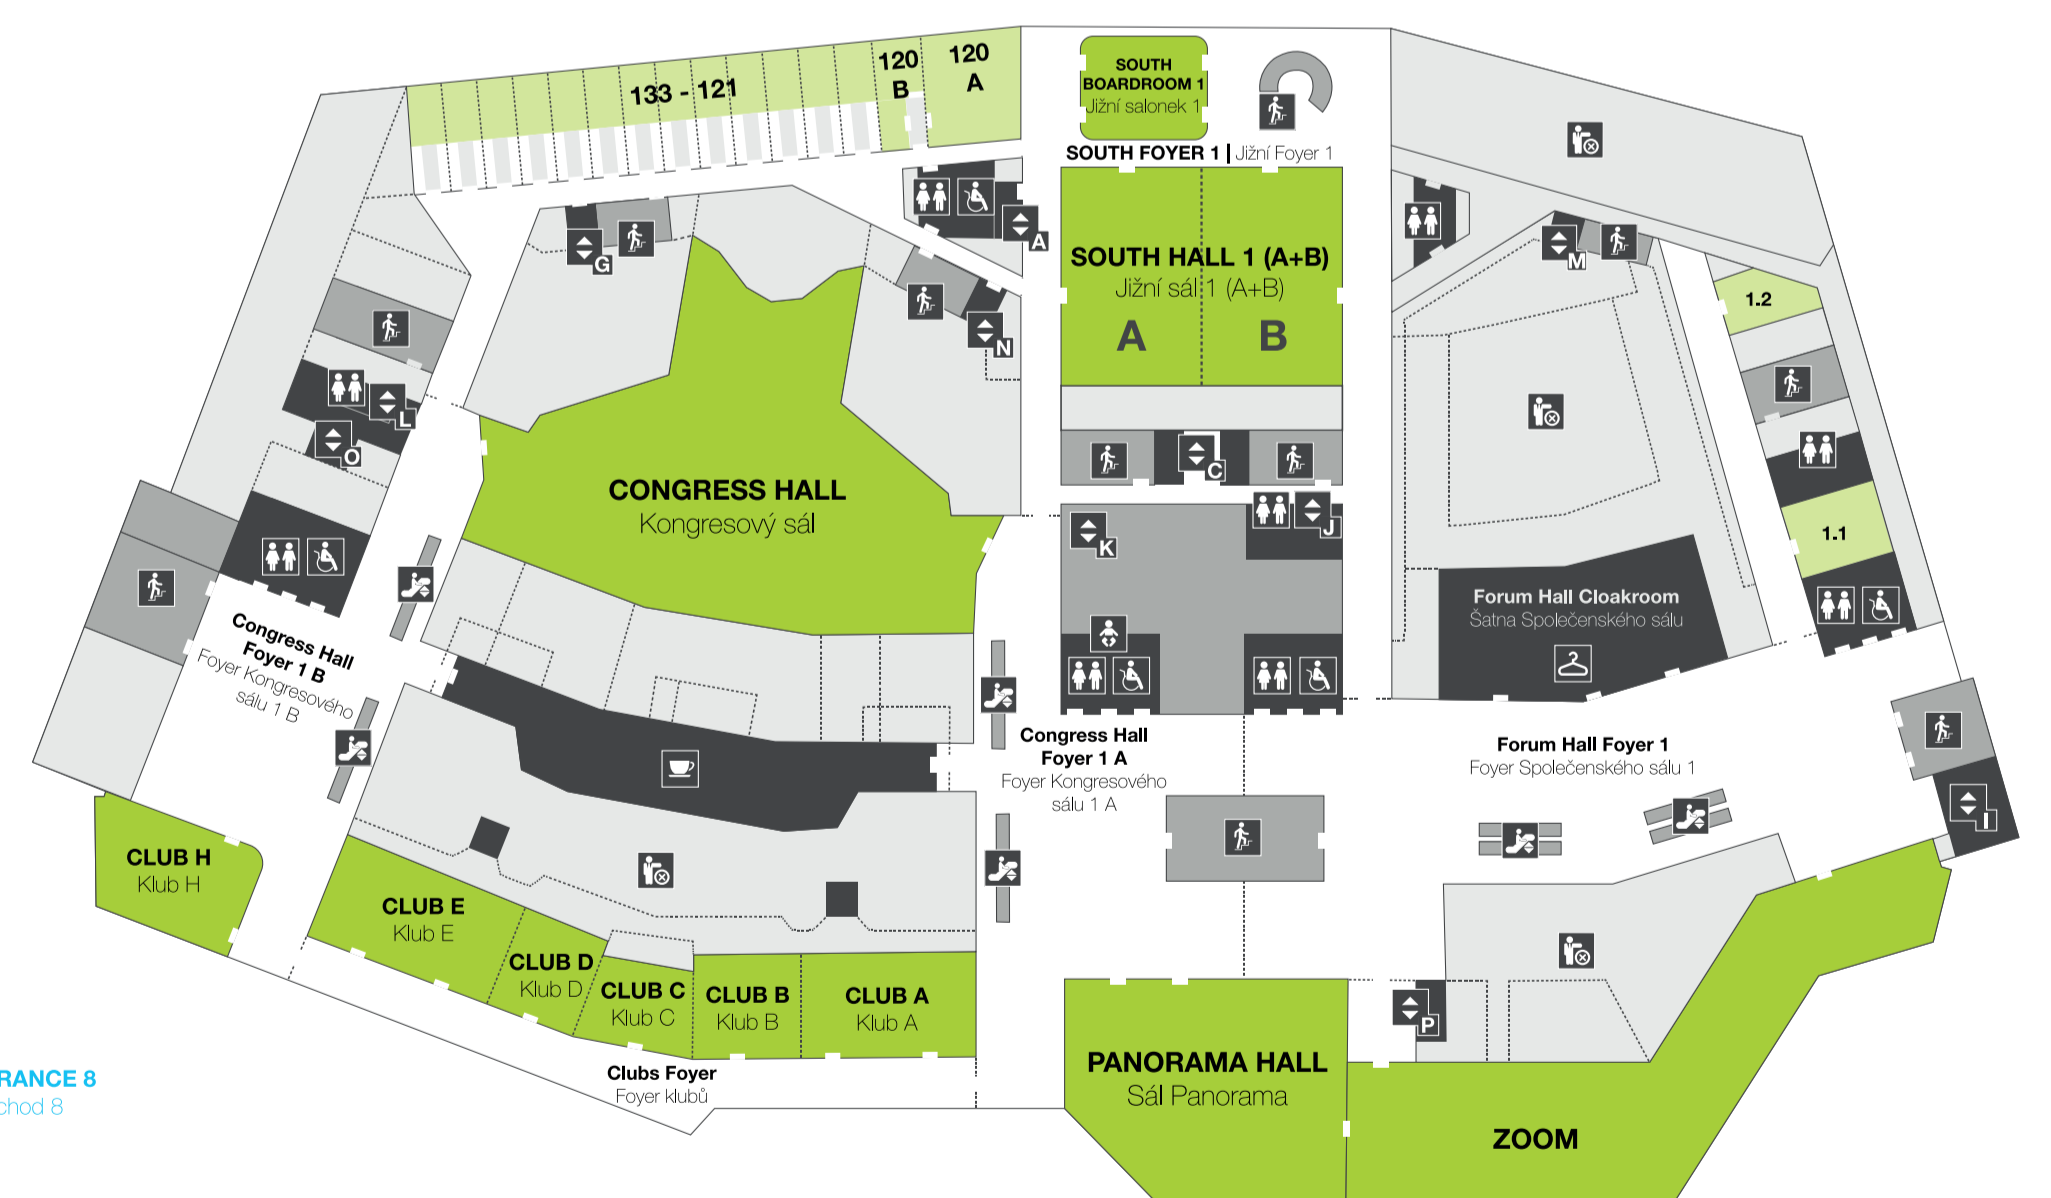 133 - 121
120
B
120
A
SOUTH
BOARDROOM 1
Jižní salonek 1
SOUTH FOYER 1 | Jižní Foyer 1
A
G
N
SOUTH HALL 1 (A+B)
Jižní sál 1 (A+B)
A
B
M
1.2
L
O
C
CONGRESS HALL
Kongresový sál
K
J
1.1
Forum Hall Cloakroom
Šatna Společenského sálu
Congress Hall
Foyer 1 B
Foyer Kongresového
sálu 1 B
Congress Hall
Foyer 1 A
Foyer Kongresového
sálu 1 A
Forum Hall Foyer 1
Foyer Společenského sálu 1
I
CLUB H
Klub H
CLUB E
Klub E
CLUB D
Klub D
CLUB C
Klub C
CLUB B
Klub B
CLUB A
Klub A
P
PANORAMA HALL
Sál Panorama
Clubs Foyer
Foyer klubů
RANCE 8
chod 8
ZOOM